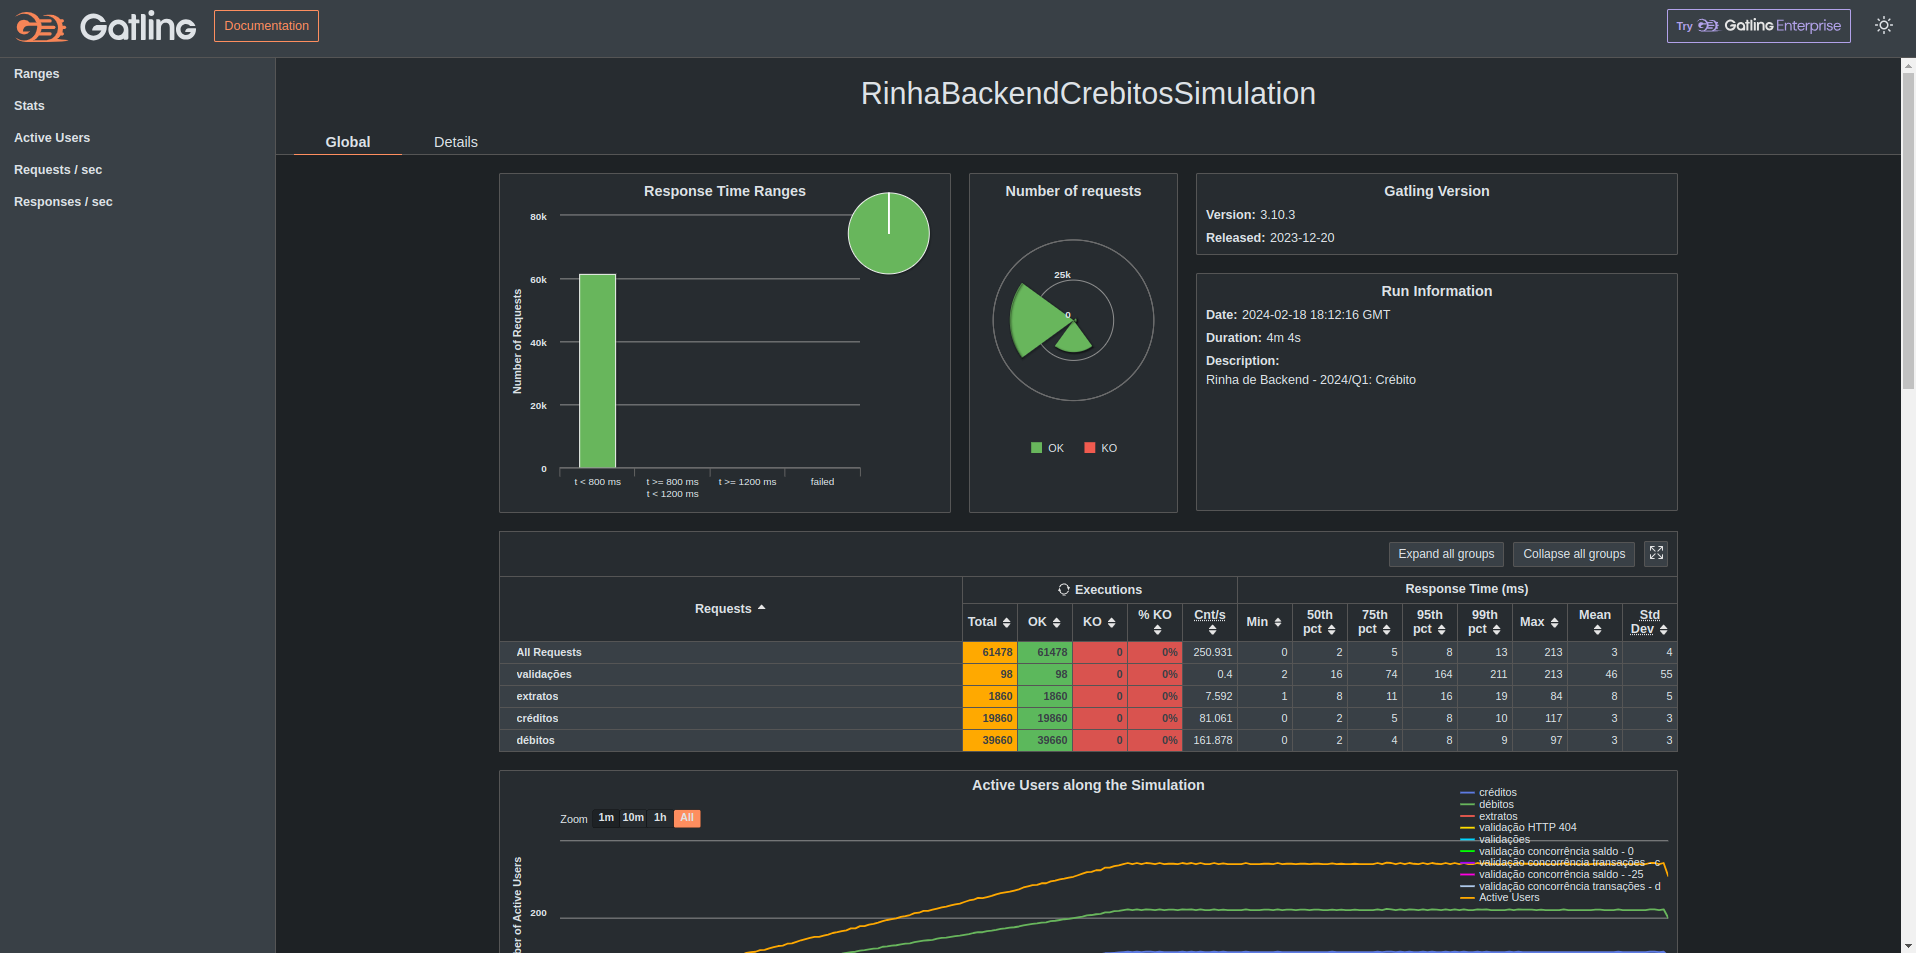 Gatling
Documentation
Try Gatling Enterprise
Ranges
Stats
Active Users
Requests / sec
Responses / sec
RinhaBackendCrebitosSimulation
Global Details
Response Time Ranges
80k
60k
40k
20k
0
Number of Requests
t < 800 ms
t >= 800 ms
t < 1200 ms
t >= 1200 ms
failed
Number of requests
25k
0
OK KO
Gatling Version
Version: 3.10.3
Released: 2023-12-20
Run Information
Date: 2024-02-18 18:12:16 GMT
Duration: 4m 4s
Description:
Rinha de Backend - 2024/Q1: Crébito
Expand all groups Collapse all groups
Requests Executions Response Time (ms)
Total OK KO % KO Cnt/s Min 50th pct 75th pct 95th pct 99th pct Max Mean Std Dev
All Requests 61478 61478 0 0% 250.931 0 2 5 8 13 213 3 4
validações 98 98 0 0% 0.4 2 16 74 164 211 213 46 55
extratos 1860 1860 0 0% 7.592 1 8 11 16 19 84 8 5
créditos 19860 19860 0 0% 81.061 0 2 5 8 10 117 3 3
débitos 39660 39660 0 0% 161.878 0 2 4 8 9 97 3 3
Active Users along the Simulation
Zoom 1m 10m 1h All
créditos
débitos
extratos
validação HTTP 404
validações
validação concorrência saldo - 0
validação concorrência transações - c
validação concorrência saldo - -25
validação concorrência transações - d
Active Users
200
ber of Active Users